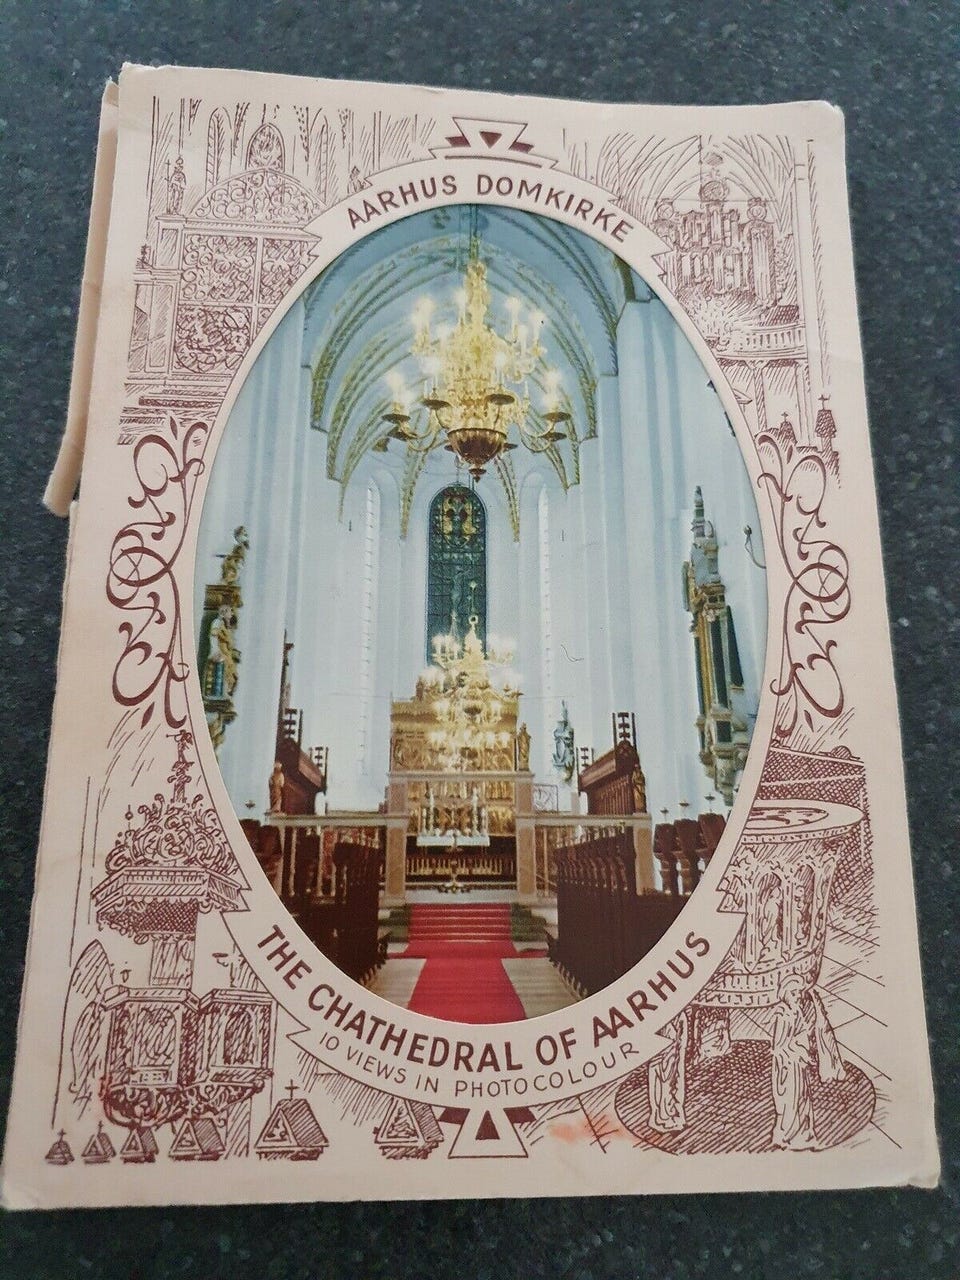 AARHUS DOMKIRKE
THE CHATHEDRAL OF AARHUS
10 VIEWS IN PHOTOCOLOUR